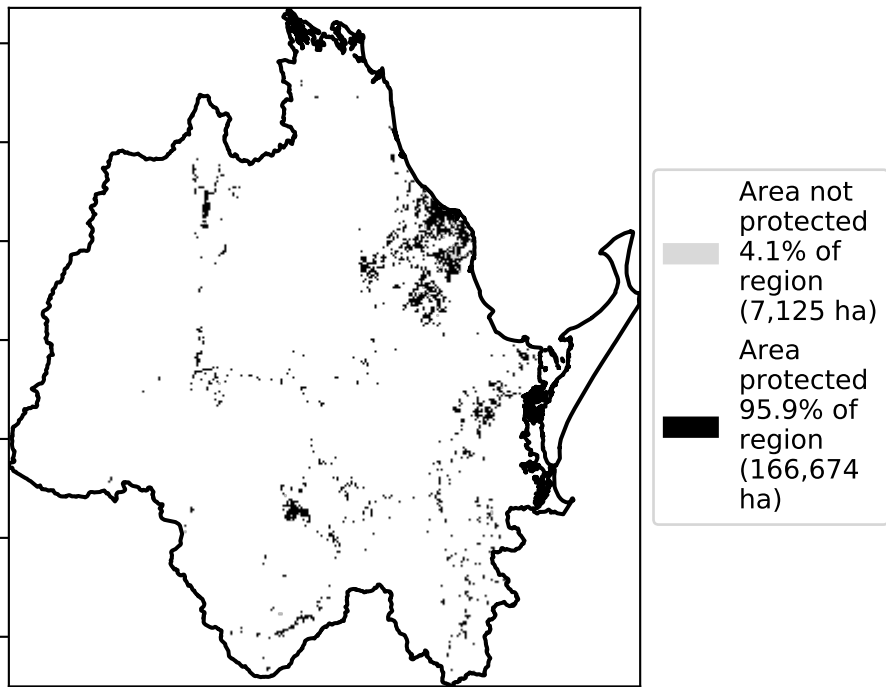 Area not
protected
4.1% of
region
(7,125 ha)
Area
protected
95.9% of
region
(166,674
ha)